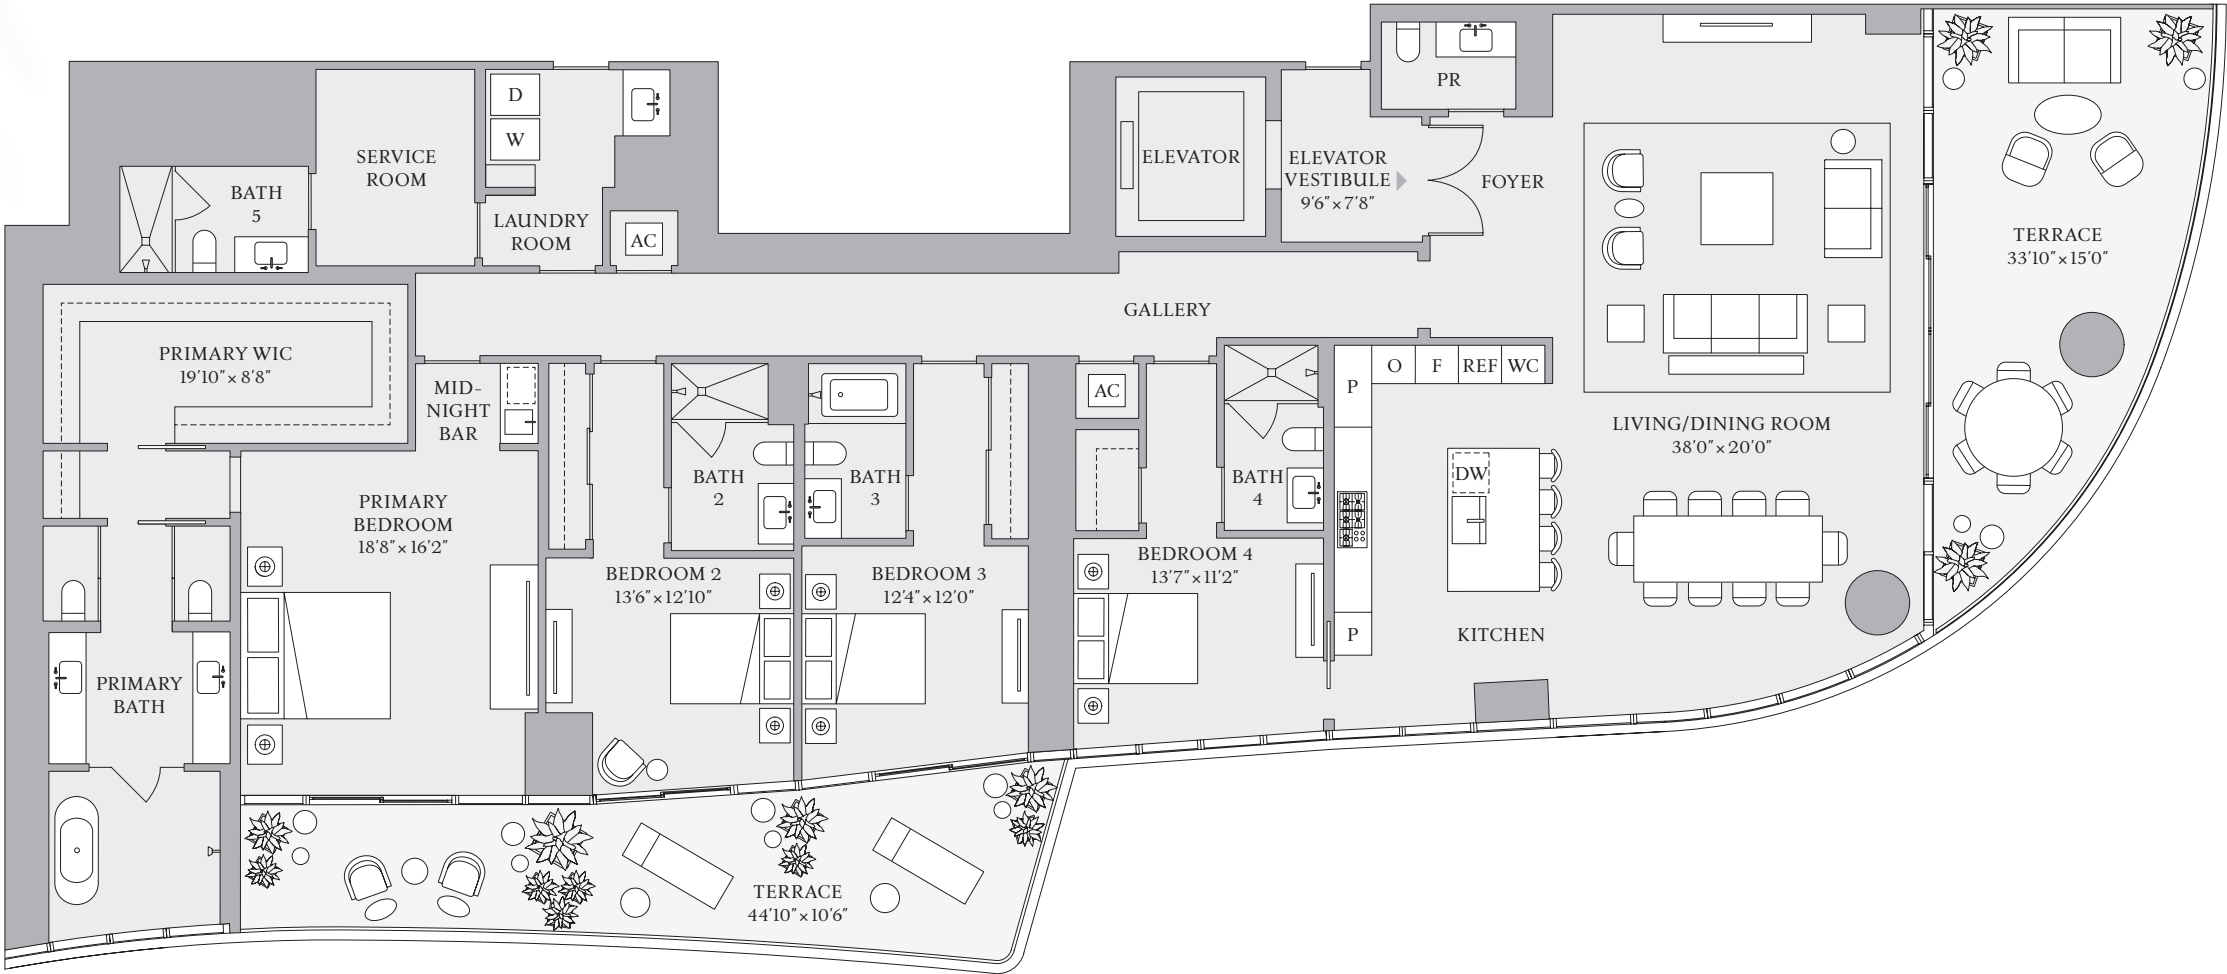 PR
D
W
SERVICE
ROOM
BATH
5
LAUNDRY
ROOM
AC
ELEVATOR
ELEVATOR
VESTIBULE
9'6"×7'8"
FOYER
TERRACE
33'10"×15'0"
GALLERY
PRIMARY WIC
19'10"×8'8"
MID-
NIGHT
BAR
AC
P
O
F
REF
WC
LIVING/DINING ROOM
38'0"×20'0"
BATH
2
BATH
3
BATH
4
DW
PRIMARY
BEDROOM
18'8"×16'2"
BEDROOM 2
13'6"×12'10"
BEDROOM 3
12'4"×12'0"
BEDROOM 4
13'7"×11'2"
P
KITCHEN
PRIMARY
BATH
TERRACE
44'10"×10'6"